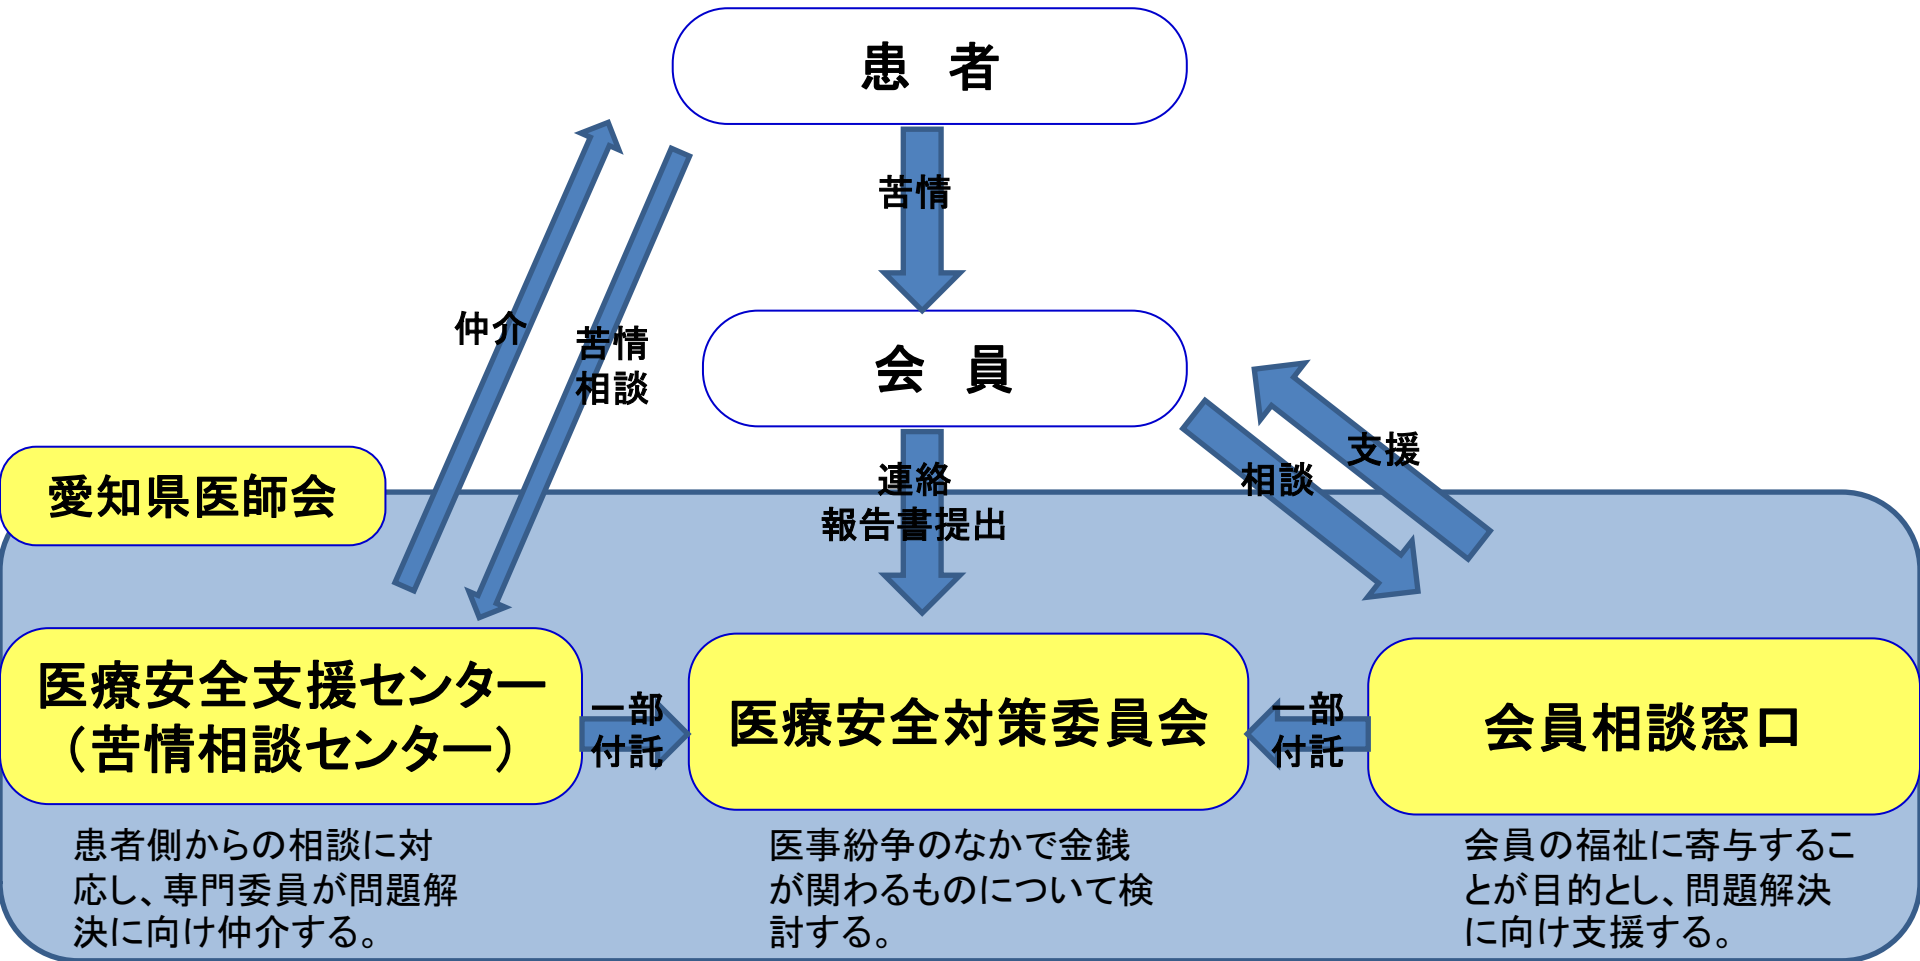 患　者
苦情
仲介
苦情
相談
会　員
連絡
報告書提出
相談
支援
愛知県医師会
医療安全支援センター
（苦情相談センター）
一部
付託
医療安全対策委員会
一部
付託
会員相談窓口
患者側からの相談に対
応し、専門委員が問題解
決に向け仲介する。
医事紛争のなかで金銭
が関わるものについて検
討する。
会員の福祉に寄与するこ
とが目的とし、問題解決
に向け支援する。